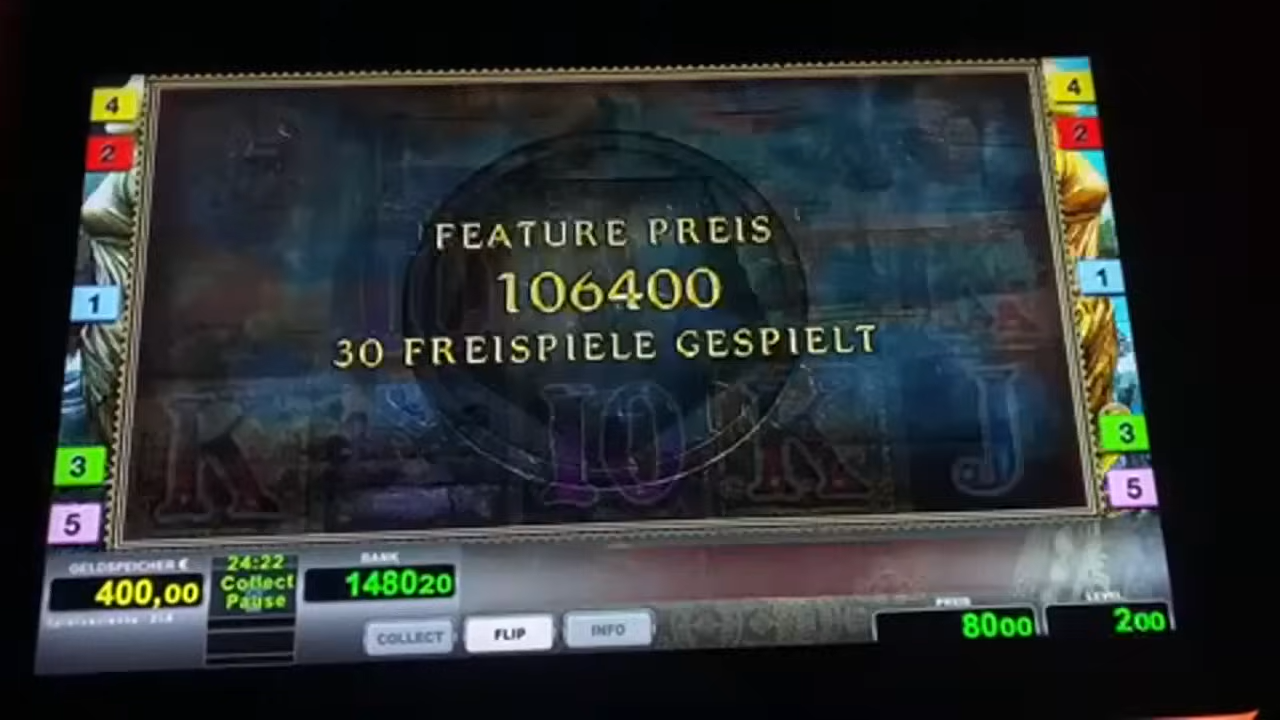 4
4
2
2
FEATURE PREIS
106400
1
1
30 FREISPIELE GESPIELT
K
10
K
J
3
3
5
5
GELDSPEICHER €
400,00
24:22
Collect
Pause
BANK
148020
COLLECT
FLIP
INFO
PREIS
8000
LEVEL
200